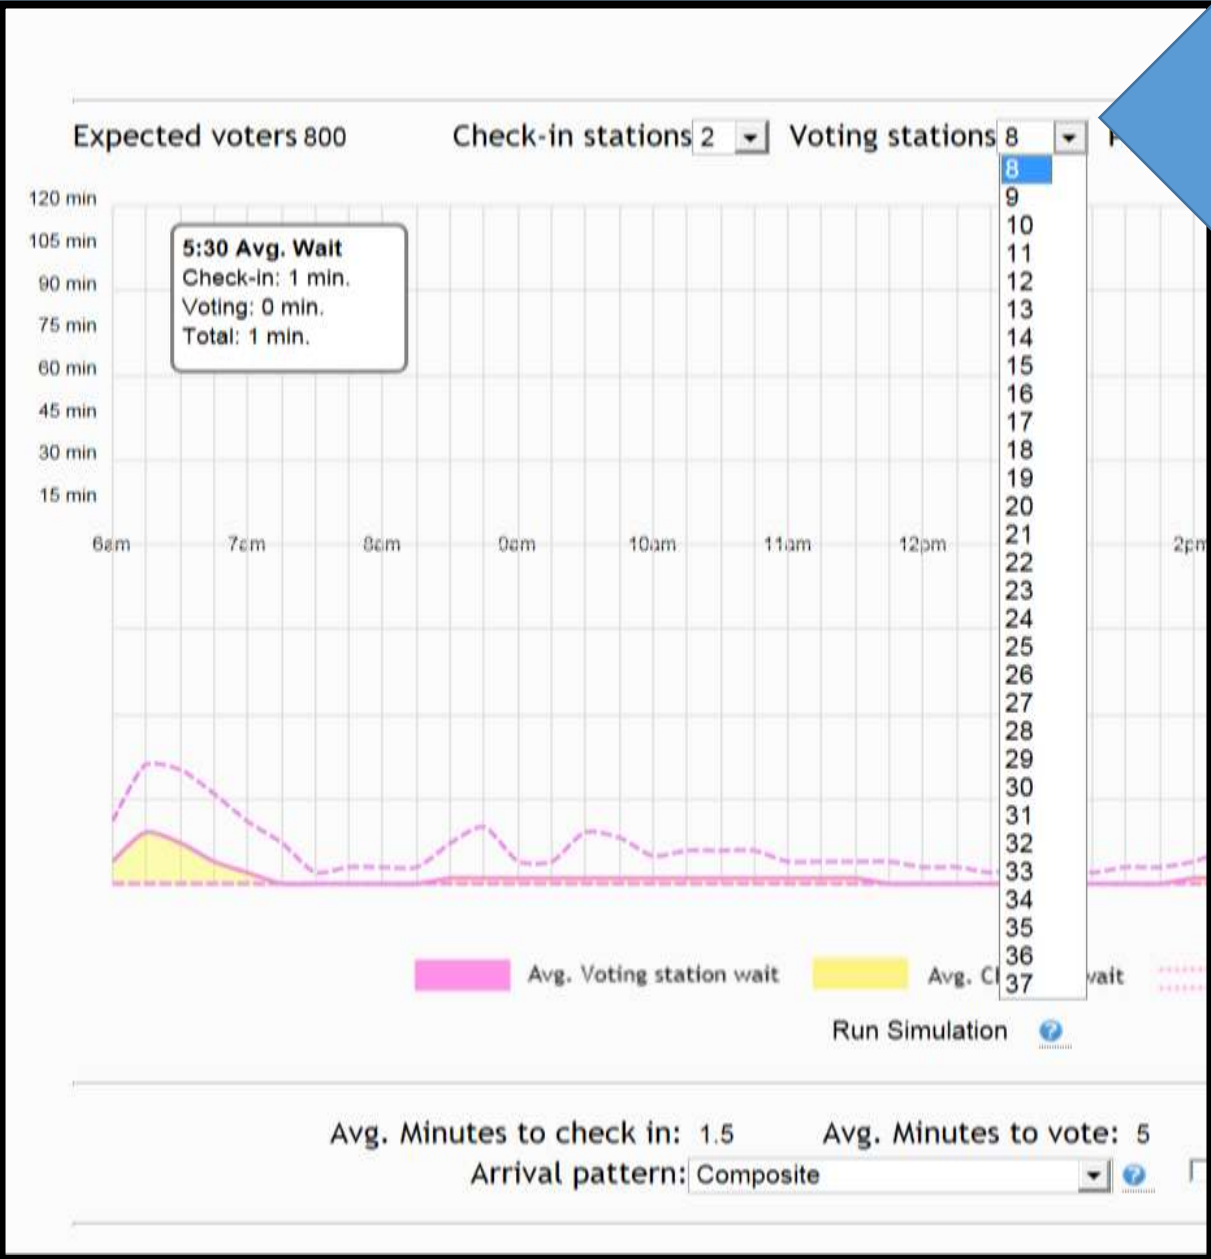 Expected voters 800 Check-in stations 2 Voting stations 8
8
9
10
11
12
13
14
15
16
17
18
19
20
21
22
23
24
25
26
27
28
29
30
31
32
33
34
35
36
37
120 min
105 min
90 min
75 min
60 min
45 min
30 min
15 min
5:30 Avg. Wait
Check-in: 1 min.
Voting: 0 min.
Total: 1 min.
6am 7am 8am 9am 10am 11am 12pm 2pm
Avg. Voting station wait Avg. wait
Run Simulation ?
Avg. Minutes to check in: 1.5 Avg. Minutes to vote: 5
Arrival pattern: Composite ?